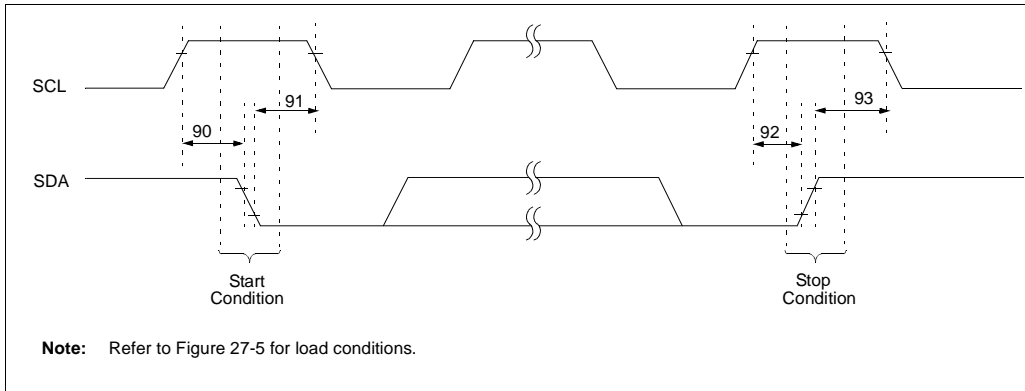 SCL
91
93
90
92
SDA
Start
Condition
Stop
Condition
Note: Refer to Figure 27-5 for load conditions.